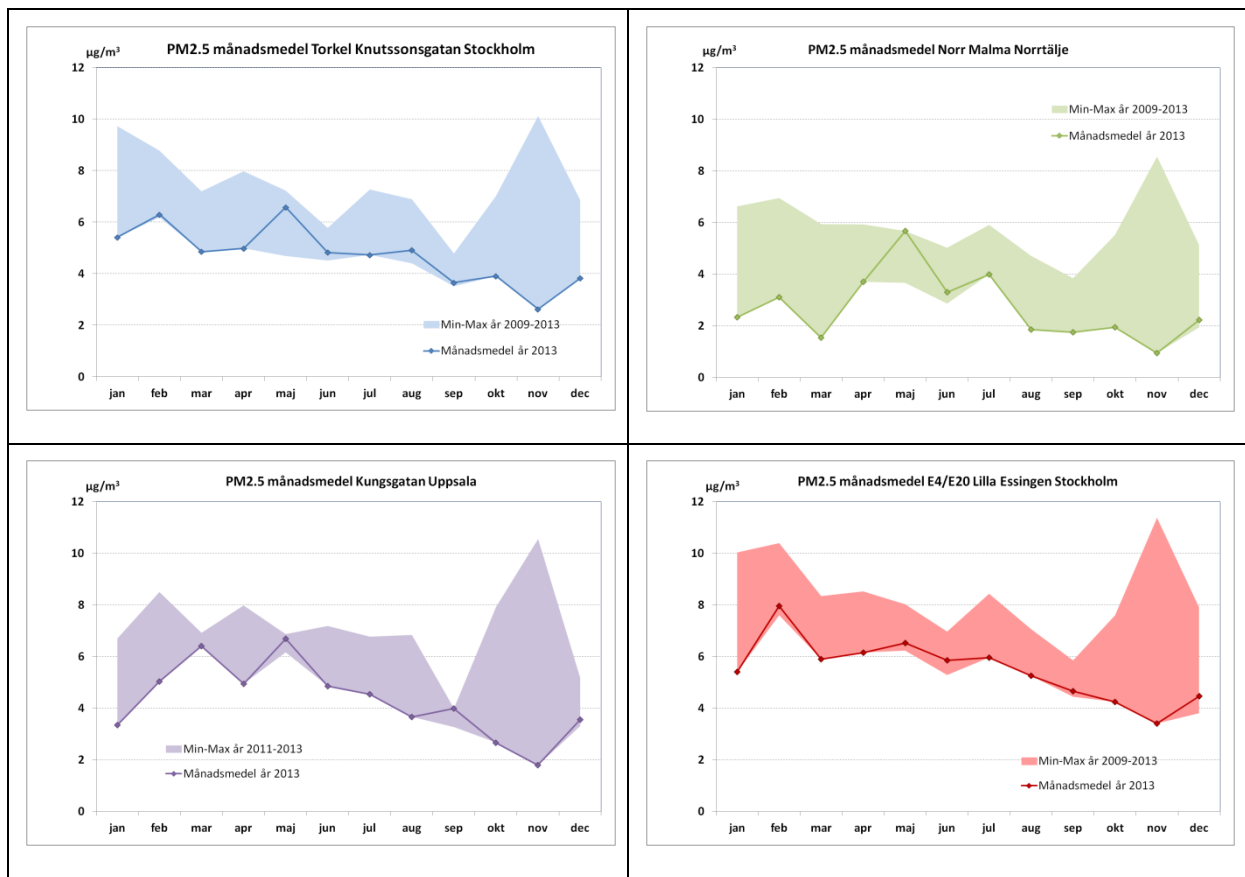 PM2.5 månadsmedel Torkel Knutssonsgatan Stockholm
µg/m³
12
10
8
6
4
2
0
jan feb mar apr maj jun jul aug sep okt nov dec
Min-Max år 2009-2013
Månadsmedel år 2013
PM2.5 månadsmedel Norr Malma Norrtälje
µg/m³
12
10
8
6
4
2
0
jan feb mar apr maj jun jul aug sep okt nov dec
Min-Max år 2009-2013
Månadsmedel år 2013
PM2.5 månadsmedel Kungsgatan Uppsala
µg/m³
12
10
8
6
4
2
0
jan feb mar apr maj jun jul aug sep okt nov dec
Min-Max år 2011-2013
Månadsmedel år 2013
PM2.5 månadsmedel E4/E20 Lilla Essingen Stockholm
µg/m³
12
10
8
6
4
2
0
jan feb mar apr maj jun jul aug sep okt nov dec
Min-Max år 2009-2013
Månadsmedel år 2013